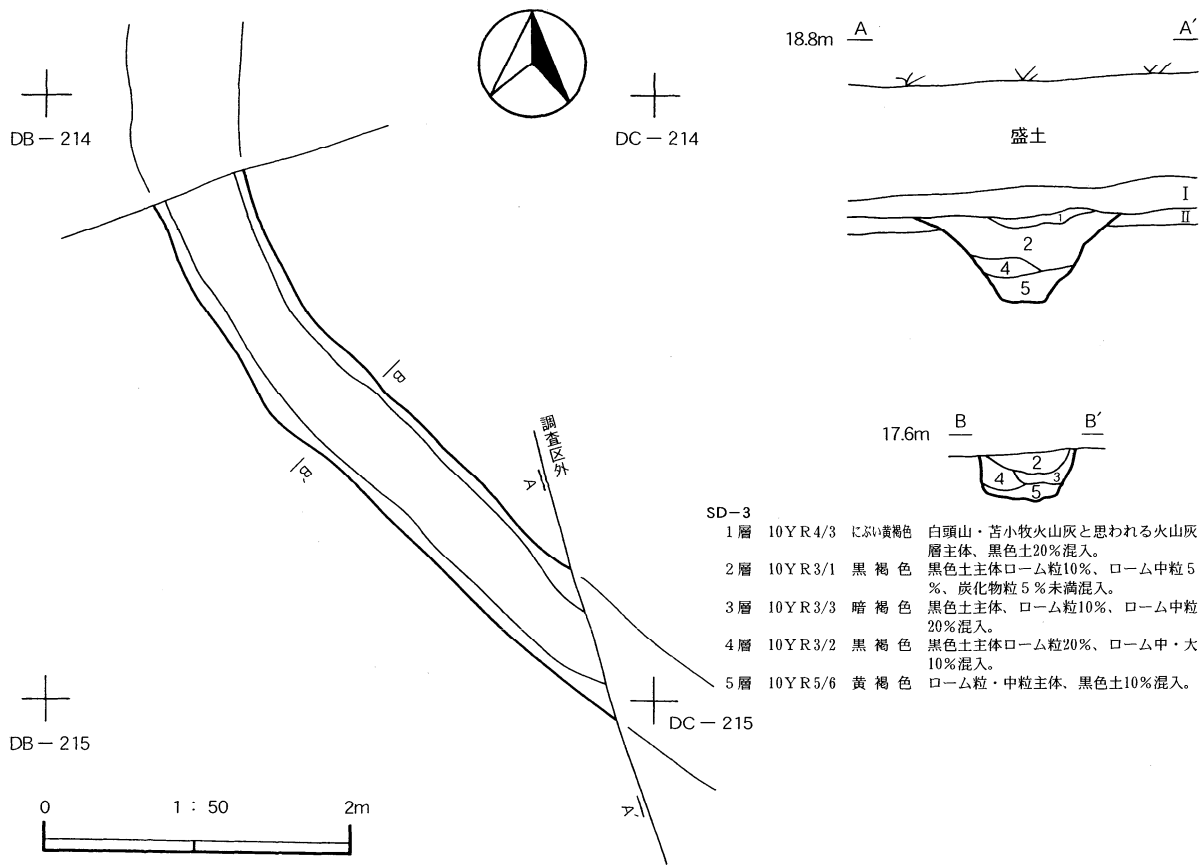 DB－214
DC－214
18.8m A A′
盛土
I
II
1
2
4
5
B
B′
調査区外
A
A′
17.6m B B′
2
4 3
5
SD－3
1層 10YR4/3 にぶい黄褐色 白頭山・苫小牧火山灰と思われる火山灰
層主体、黒色土20%混入。
2層 10YR3/1 黒褐色 黒色土主体ローム粒10%、ローム中粒5
%、炭化物粒5%未満混入。
3層 10YR3/3 暗褐色 黒色土主体、ローム粒10%、ローム中粒
20%混入。
4層 10YR3/2 黒褐色 黒色土主体ローム粒20%、ローム中・大
10%混入。
5層 10YR5/6 黄褐色 ローム粒・中粒主体、黒色土10%混入。
DB－215
DC－215
0 1：50 2m